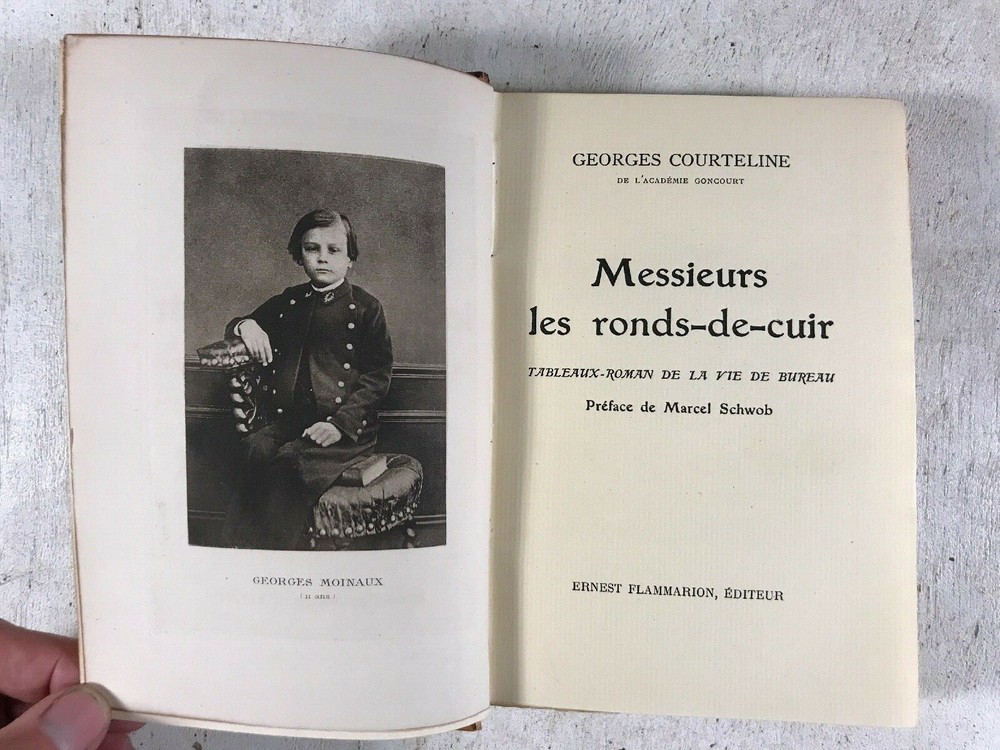 GEORGES MOINAUX
(11 ans)
GEORGES COURTELINE
DE L'ACADÉMIE GONCOURT
Messieurs
les ronds-de-cuir
TABLEAUX-ROMAN DE LA VIE DE BUREAU
Préface de Marcel Schwob
ERNEST FLAMMARION, ÉDITEUR